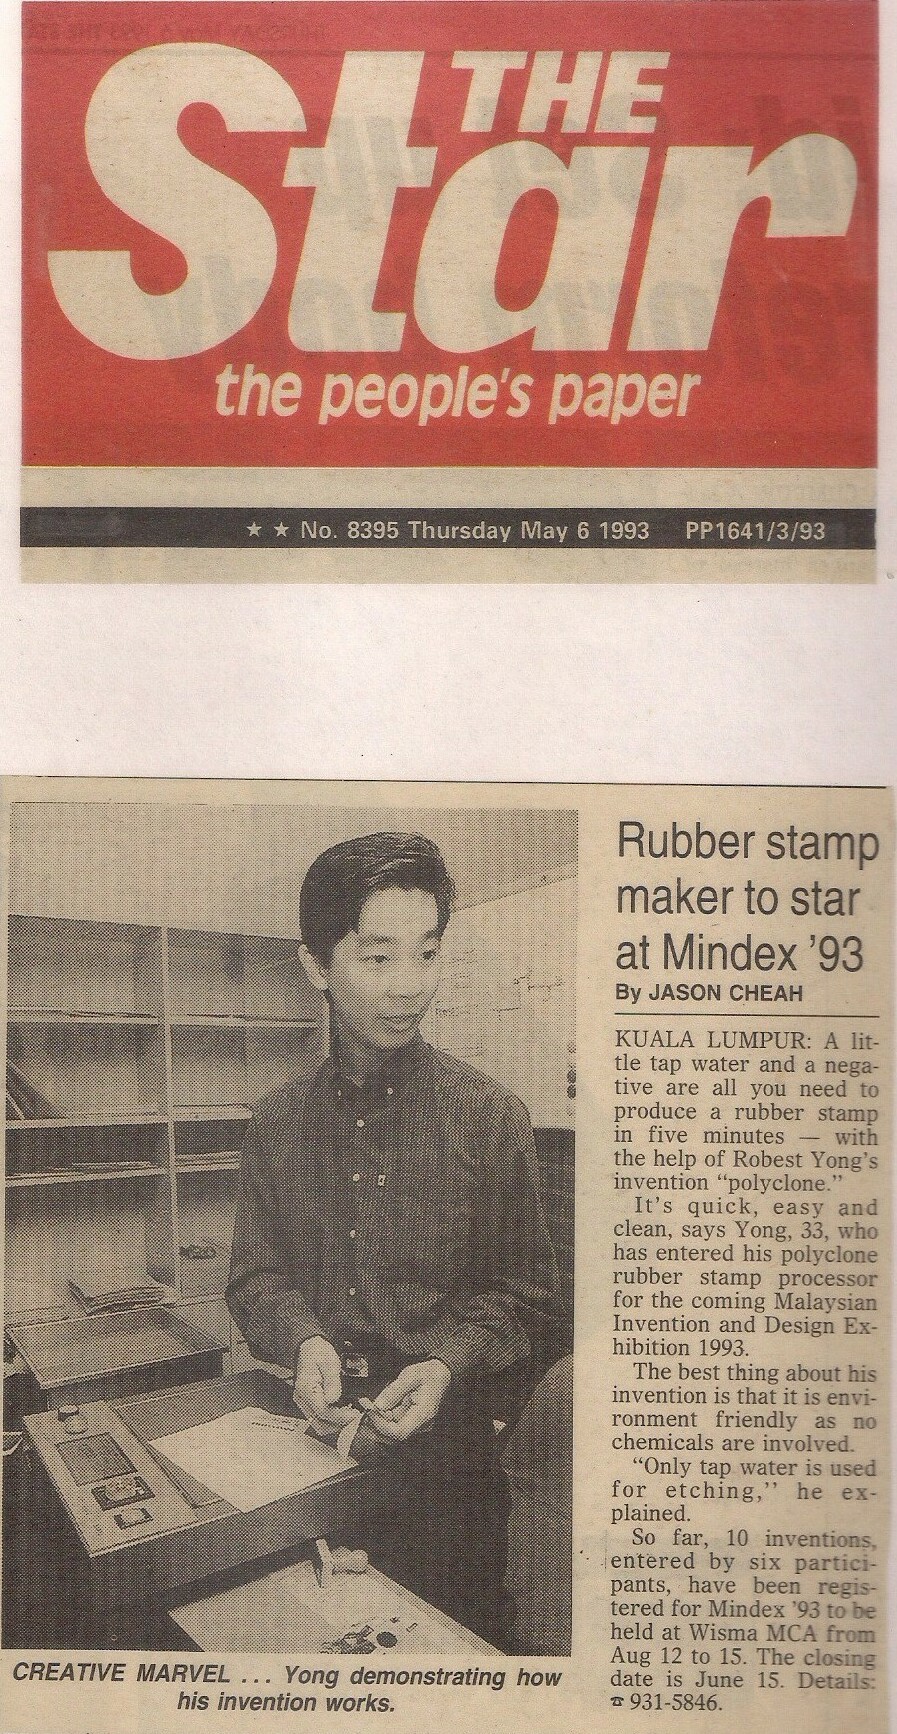 THE
Star
the people's paper
★ ★ No. 8395 Thursday May 6 1993 PP1641/3/93
Rubber stamp
maker to star
at Mindex '93
By JASON CHEAH
KUALA LUMPUR: A lit-
tle tap water and a nega-
tive are all you need to
produce a rubber stamp
in five minutes — with
the help of Robest Yong's
invention "polyclone."
It's quick, easy and
clean, says Yong, 33, who
has entered his polyclone
rubber stamp processor
for the coming Malaysian
Invention and Design Ex-
hibition 1993.
The best thing about his
invention is that it is envi-
ronment friendly as no
chemicals are involved.
"Only tap water is used
for etching,'' he ex-
plained.
So far, 10 inventions,
entered by six partici-
pants, have been regis-
tered for Mindex '93 to be
held at Wisma MCA from
Aug 12 to 15. The closing
date is June 15. Details:
☎ 931-5846.
CREATIVE MARVEL ... Yong demonstrating how
his invention works.